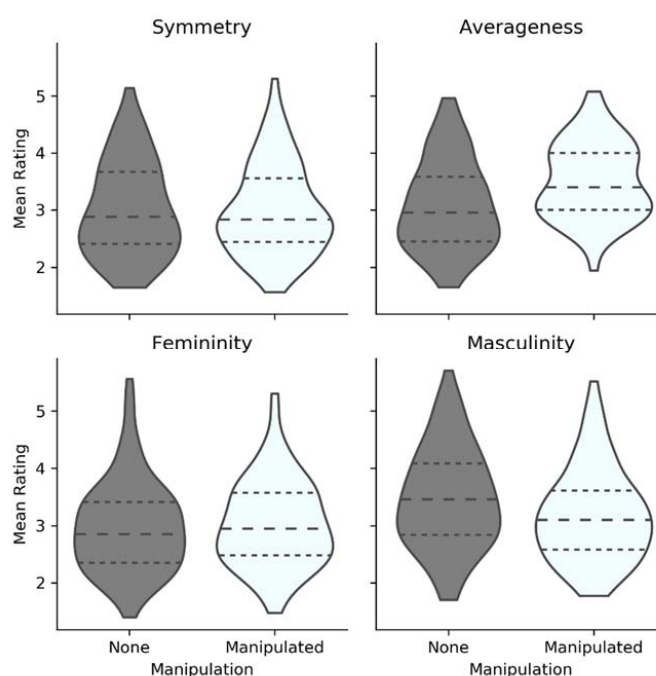 Symmetry
Averageness
Mean Rating
5
4
3
2
Femininity
Masculinity
Mean Rating
5
4
3
2
None
Manipulated
None
Manipulated
Manipulation
Manipulation